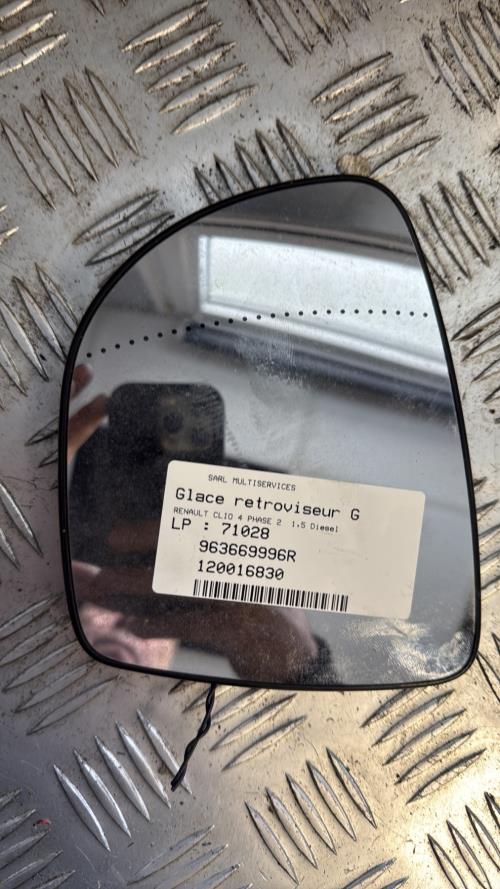 SARL MULTISERVICES
Glace retroviseur G
RENAULT CLIO 4 PHASE 2 1.5 Diesel
LP : 71028
963669996R
120016830